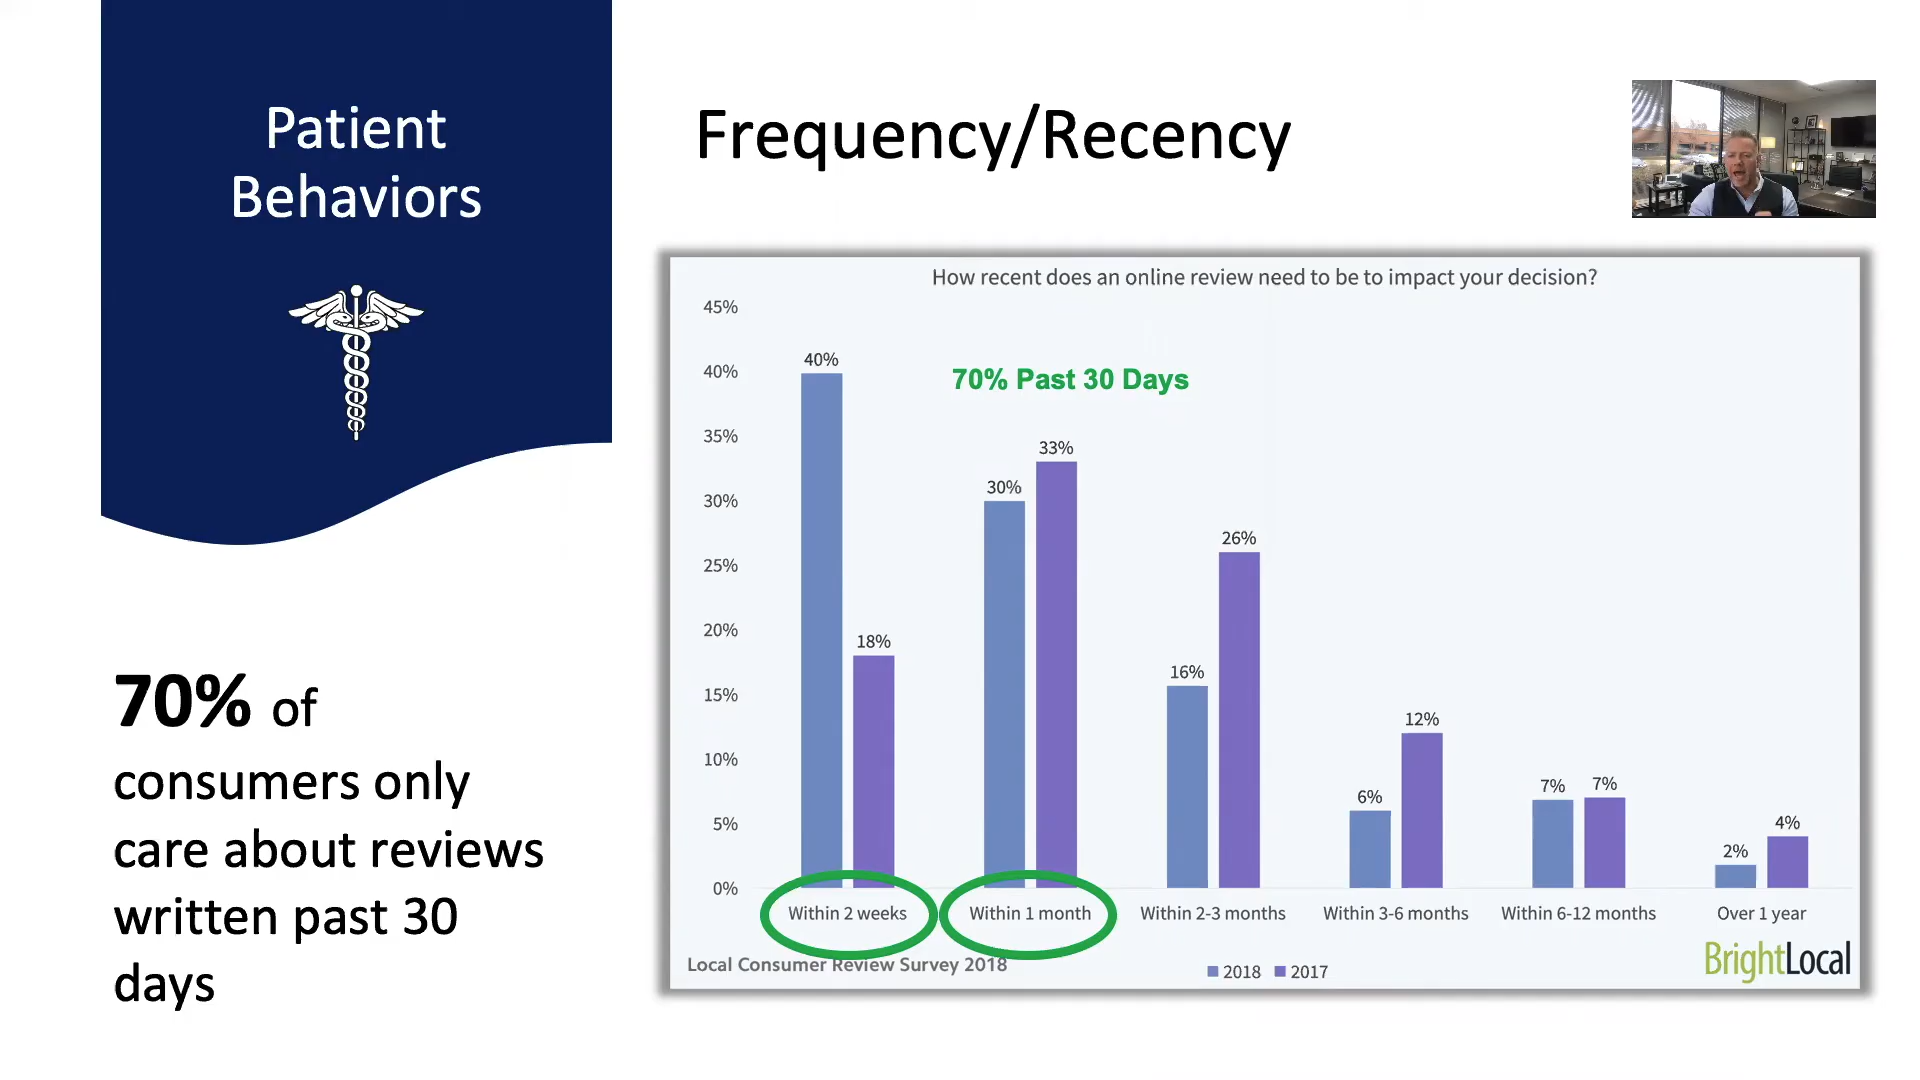 Patient
Behaviors
70% of
consumers only
care about reviews
written past 30
days
Frequency/Recency
How recent does an online review need to be to impact your decision?
45%
40%
35%
30%
25%
20%
15%
10%
5%
0%
70% Past 30 Days
40%
18%
30%
33%
16%
26%
6%
12%
7%
7%
2%
4%
Within 2 weeks
Within 1 month
Within 2-3 months
Within 3-6 months
Within 6-12 months
Over 1 year
Local Consumer Review Survey 2018
2018
2017
BrightLocal